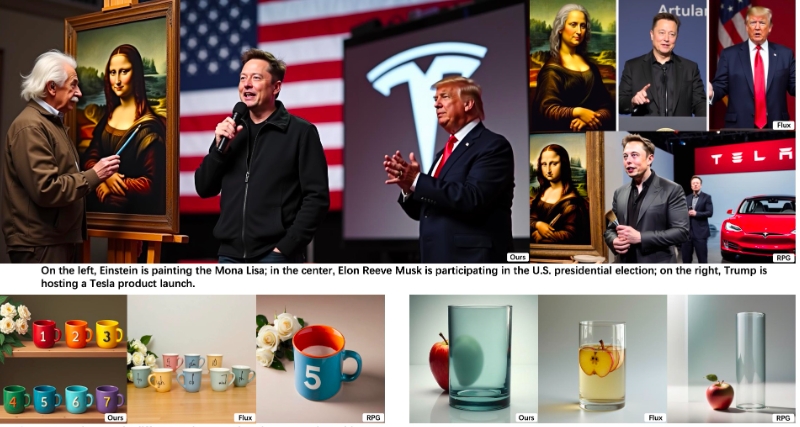 Artular
Flux
TESLA
Ours
RPG
On the left, Einstein is painting the Mona Lisa; in the center, Elon Reeve Musk is participating in the U.S. presidential election; on the right, Trump is
hosting a Tesla product launch.
1 2 3
4 5 6 7
Ours
Flux
5
RPG
Ours
Flux
RPG